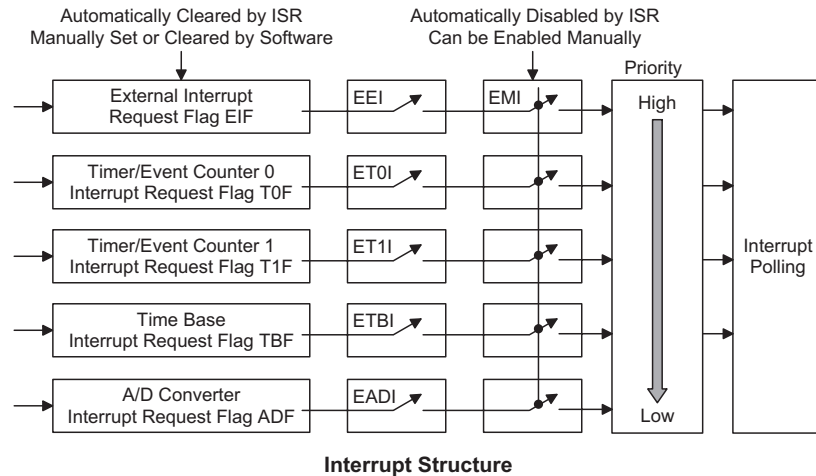 Automatically Cleared by ISR
Manually Set or Cleared by Software
Automatically Disabled by ISR
Can be Enabled Manually
Priority
External Interrupt
Request Flag EIF
EEI
EMI
High
Timer/Event Counter 0
Interrupt Request Flag T0F
ET0I
Timer/Event Counter 1
Interrupt Request Flag T1F
ET1I
Interrupt
Polling
Time Base
Interrupt Request Flag TBF
ETBI
A/D Converter
Interrupt Request Flag ADF
EADI
Low
Interrupt Structure